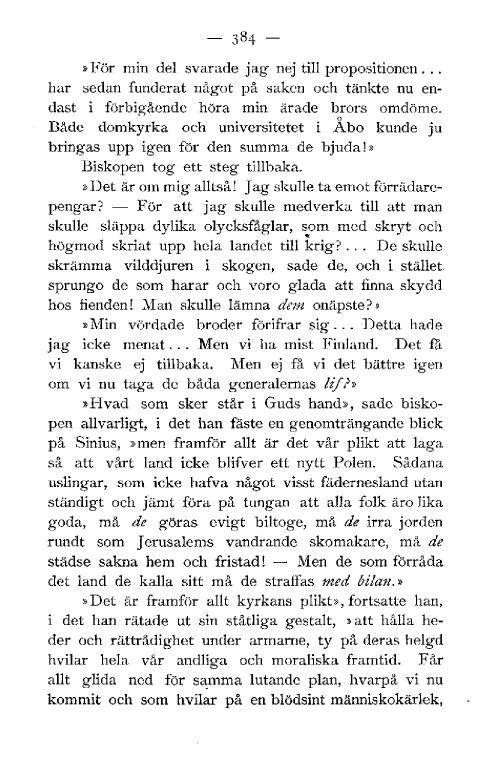 — 384 —
»För min del svarade jag nej till propositionen . . .
har sedan funderat något på saken och tänkte nu en-
dast i förbigående höra min ärade brors omdöme.
Både domkyrka och universitetet i Åbo kunde ju
bringas upp igen för den summa de bjuda!»
Biskopen tog ett steg tillbaka.
»Det är om mig alltså! Jag skulle ta emot förrädare-
pengar? — För att jag skulle medverka till att man
skulle släppa dylika olycksfåglar, som med skryt och
högmod skriat upp hela landet till krig? . . . De skulle
skrämma vilddjuren i skogen, sade de, och i stället
sprungo de som harar och voro glada att finna skydd
hos fienden! Man skulle lämna dem onäpste?»
»Min vördade broder förifrar sig . . . Detta hade
jag icke menat . . . Men vi ha mist Finland. Det få
vi kanske ej tillbaka. Men ej få vi det bättre igen
om vi nu taga de båda generalernas lif?»
»Hvad som sker står i Guds hand», sade bisko-
pen allvarligt, i det han fäste en genomträngande blick
på Sinius, »men framför allt är det vår plikt att laga
så att vårt land icke blifver ett nytt Polen. Sådana
uslingar, som icke hafva något visst fädernesland utan
ständigt och jämt föra på tungan att alla folk äro lika
goda, må de göras evigt biltoge, må de irra jorden
rundt som Jerusalems vandrande skomakare, må de
städse sakna hem och fristad! — Men de som förråda
det land de kalla sitt må de straffas med bilan.»
»Det är framför allt kyrkans plikt», fortsatte han,
i det han rätade ut sin ståtliga gestalt, »att hålla he-
der och rättrådighet under armarne, ty på deras helgd
hvilar hela vår andliga och moraliska framtid. Får
allt glida ned för samma lutande plan, hvarpå vi nu
kommit och som hvilar på en blödsint människokärlek,